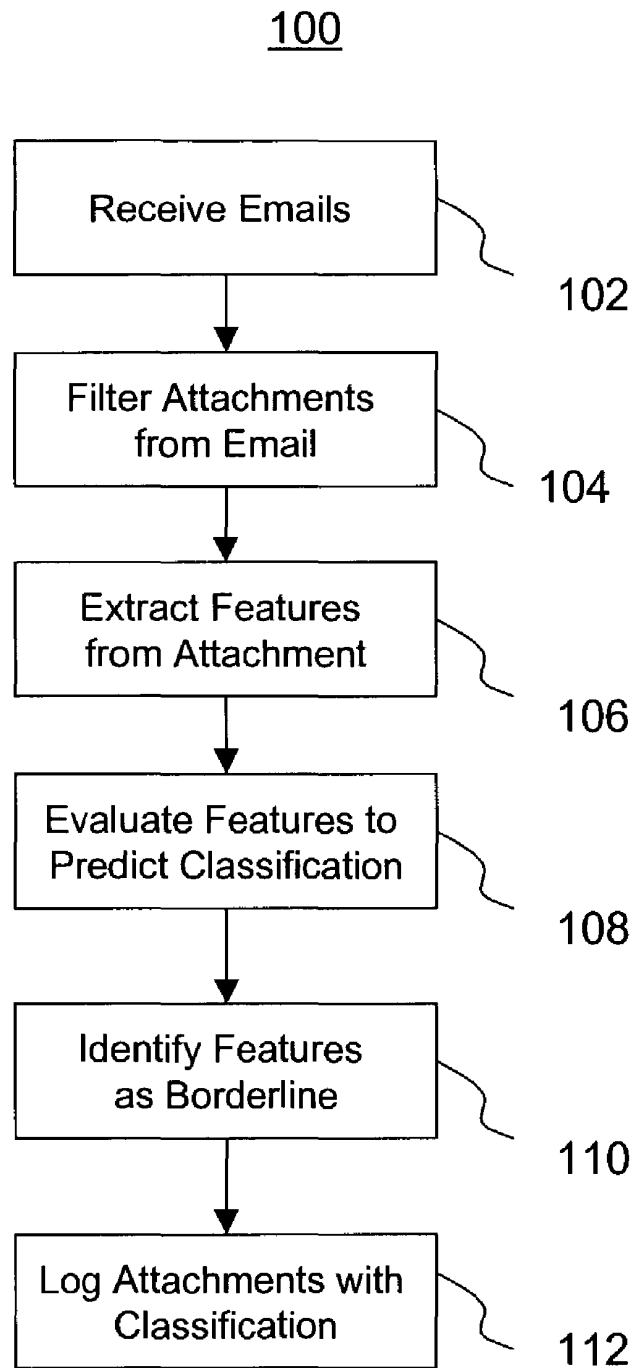 100
Receive Emails
102
Filter Attachments
from Email
104
Extract Features
from Attachment
106
Evaluate Features to
Predict Classification
108
Identify Features
as Borderline
110
Log Attachments with
Classification
112